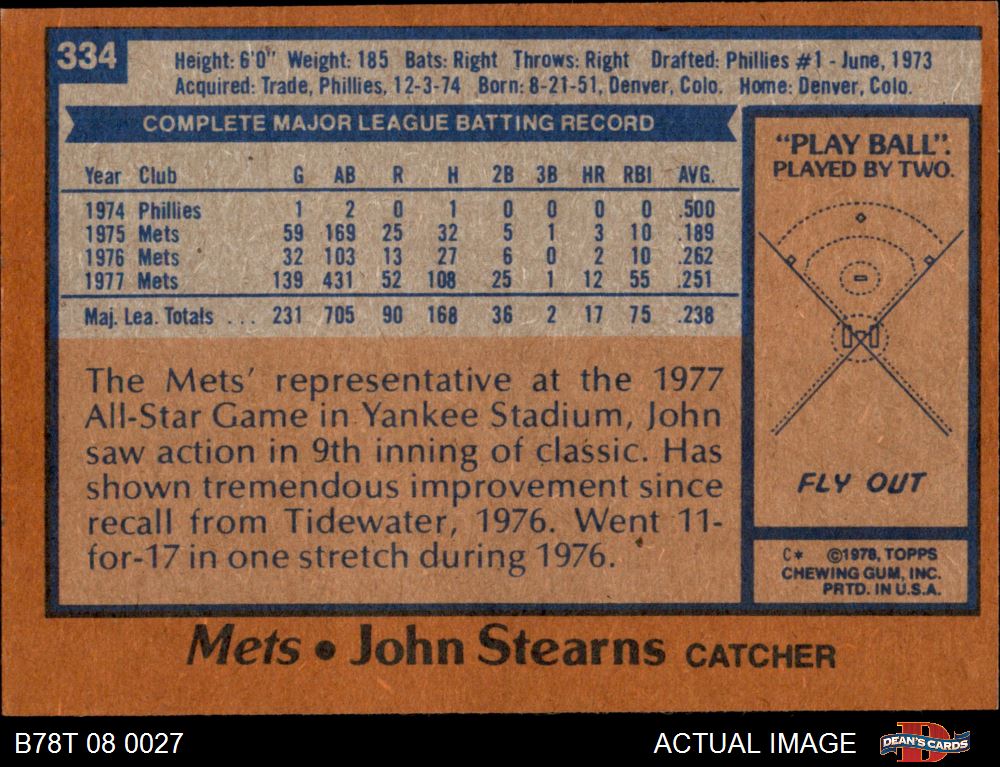 334
Height: 6'0" Weight: 185 Bats: Right Throws: Right Drafted: Phillies #1 - June, 1973
Acquired: Trade, Phillies, 12-3-74 Born: 8-21-51, Denver, Colo. Home: Denver, Colo.
COMPLETE MAJOR LEAGUE BATTING RECORD
Year Club G AB R H 2B 3B HR RBI AVG.
1974 Phillies 1 2 0 1 0 0 0 0 .500
1975 Mets 59 169 25 32 5 1 3 10 .189
1976 Mets 32 103 13 27 6 0 2 10 .262
1977 Mets 139 431 52 108 25 1 12 55 .251
Maj. Lea. Totals ... 231 705 90 168 36 2 17 75 .238
The Mets' representative at the 1977
All-Star Game in Yankee Stadium, John
saw action in 9th inning of classic. Has
shown tremendous improvement since
recall from Tidewater, 1976. Went 11-
for-17 in one stretch during 1976.
"PLAY BALL".
PLAYED BY TWO.
FLY OUT
C* ©1978, TOPPS
CHEWING GUM, INC.
PRTD. IN U.S.A.
Mets • John Stearns CATCHER
B78T 08 0027
ACTUAL IMAGE
D
DEAN'S CARDS